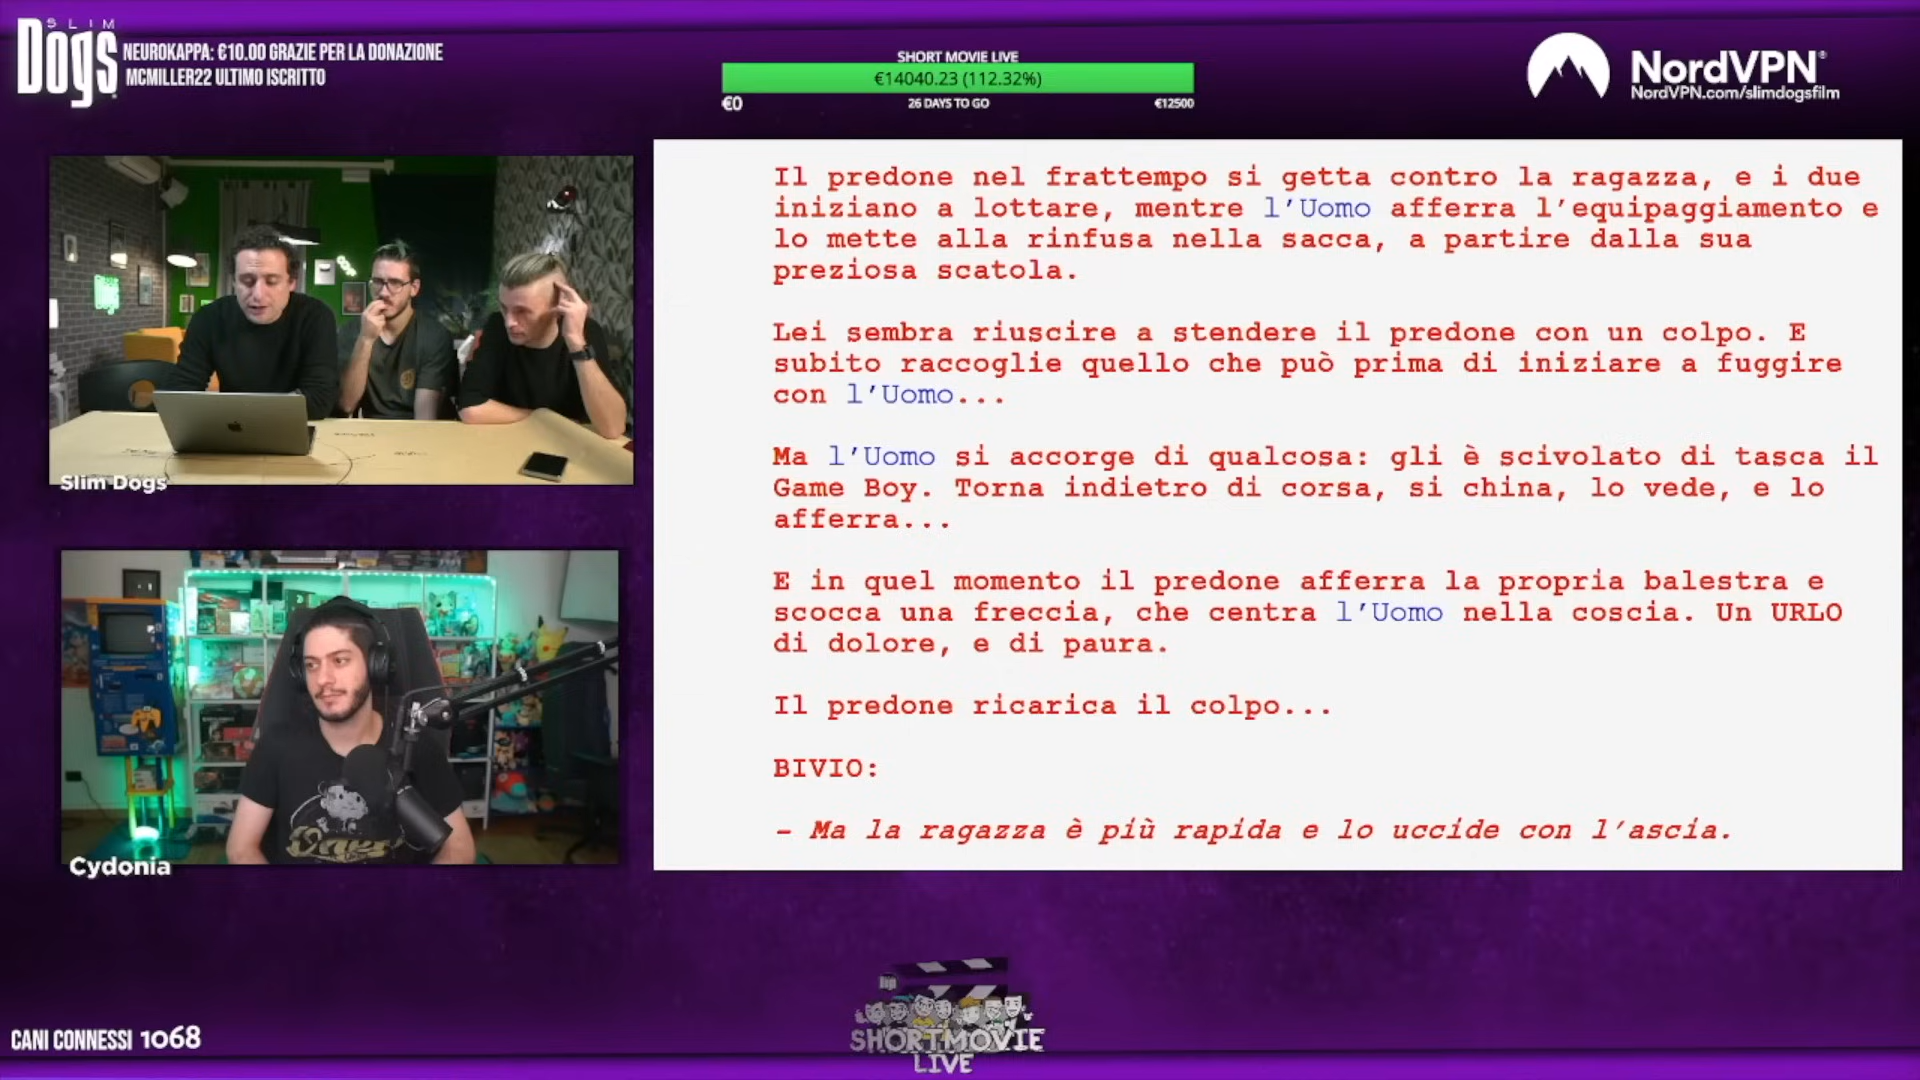 SLIM
Dogs
NEUROKAPPA: €10.00 GRAZIE PER LA DONAZIONE
MCMILLER22 ULTIMO ISCRITTO
SHORT MOVIE LIVE
€14040.23 (112.32%)
€0
26 DAYS TO GO
€12500
NordVPN®
NordVPN.com/slimdogsfilm
Il predone nel frattempo si getta contro la ragazza, e i due
iniziano a lottare, mentre l'Uomo afferra l'equipaggiamento e
lo mette alla rinfusa nella sacca, a partire dalla sua
preziosa scatola.
Lei sembra riuscire a stendere il predone con un colpo. E
subito raccoglie quello che può prima di iniziare a fuggire
con l'Uomo...
Ma l'Uomo si accorge di qualcosa: gli è scivolato di tasca il
Game Boy. Torna indietro di corsa, si china, lo vede, e lo
afferra...
E in quel momento il predone afferra la propria balestra e
scocca una freccia, che centra l'Uomo nella coscia. Un URLO
di dolore, e di paura.
Il predone ricarica il colpo...
BIVIO:
- Ma la ragazza è più rapida e lo uccide con l'ascia.
Slim Dogs
Cydonia
CANI CONNESSI 1068
SHORTMOVIE
LIVE